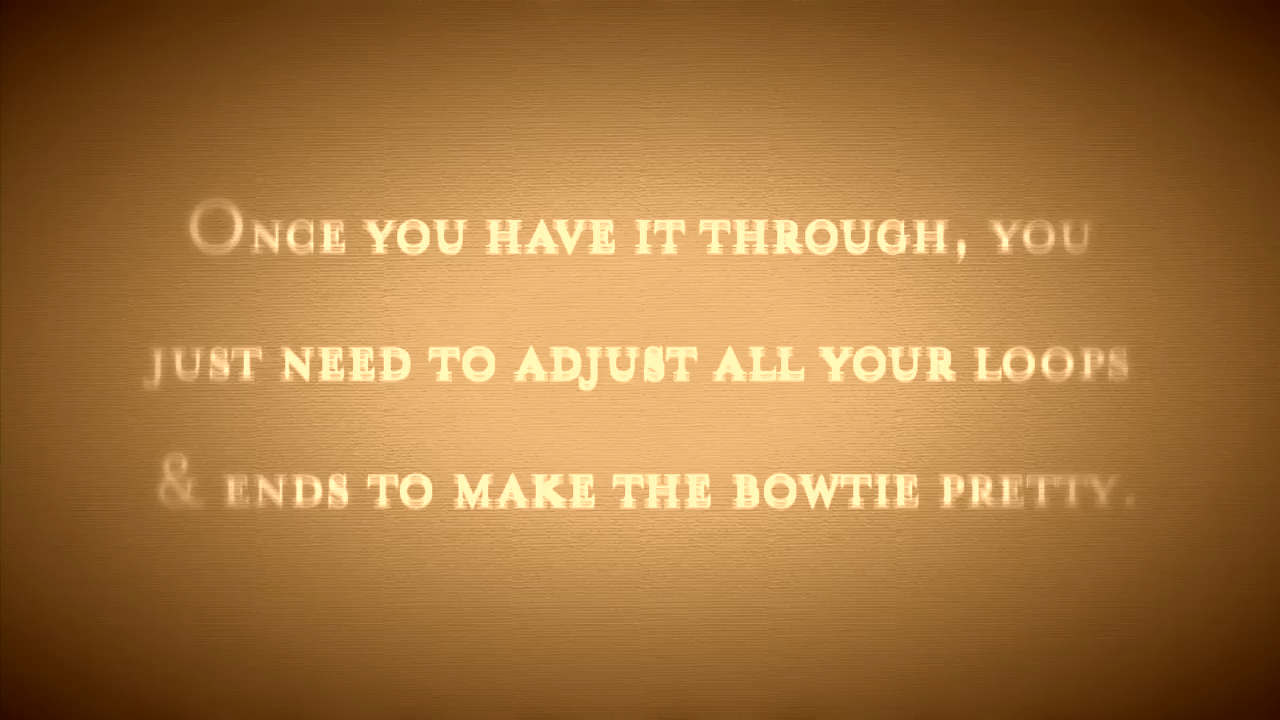 Once you have it through, you
just need to adjust all your loops
& ends to make the bowtie pretty.